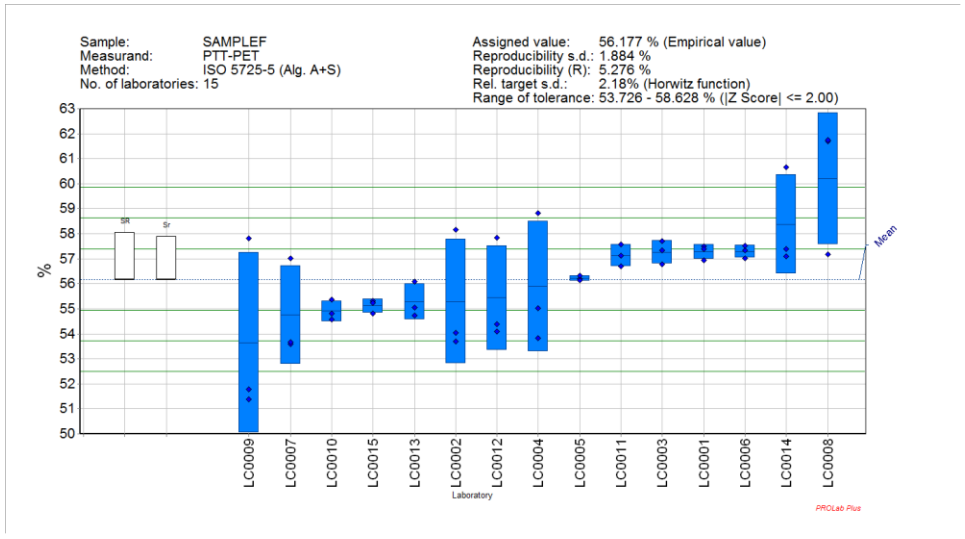 Sample: SAMPLEF
Measurand: PTT-PET
Method: ISO 5725-5 (Alg. A+S)
No. of laboratories: 15
Assigned value: 56.177 % (Empirical value)
Reproducibility s.d.: 1.884 %
Reproducibility (R): 5.276 %
Rel. target s.d.: 2.18% (Horwitz function)
Range of tolerance: 53.726 - 58.628 % (|Z Score| <= 2.00)
63
62
61
60
59
58
57
56
55
54
53
52
51
50
%
SR
Sr
Mean
LC0009
LC0007
LC0010
LC0015
LC0013
LC0002
LC0012
LC0004
LC0005
LC0011
LC0003
LC0001
LC0006
LC0014
LC0008
Laboratory
PROLab Plus